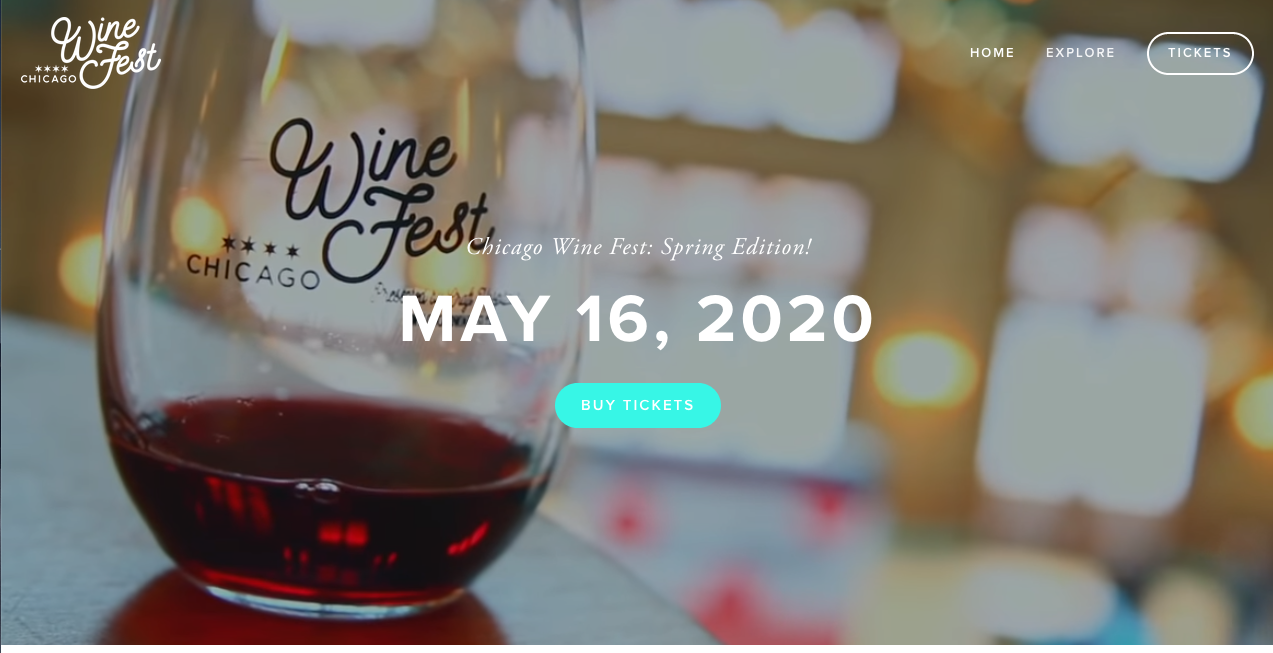 Wine
Fest
★★★★
CHICAGO
HOME
EXPLORE
TICKETS
Wine
Fest
★★★★
CHICAGO
Chicago Wine Fest: Spring Edition!
MAY 16, 2020
BUY TICKETS